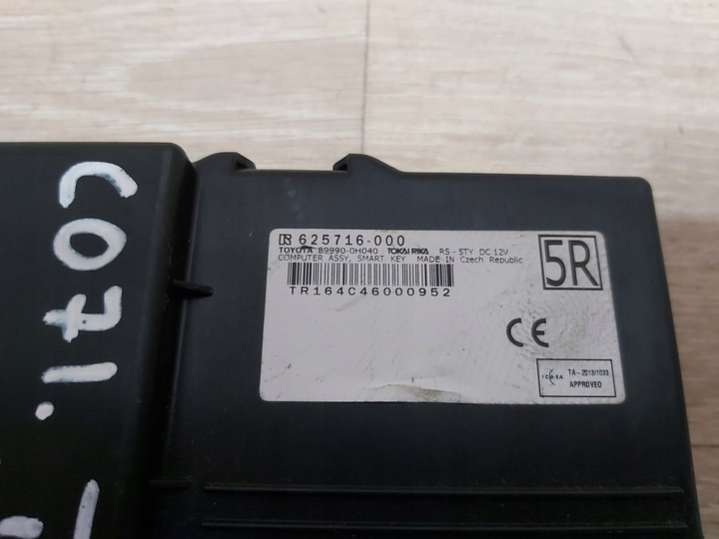 625716-000
TOYOTA 89990-0H040 TOKAI RIKA RS-STY DC 12V
COMPUTER ASSY, SMART KEY MADE IN Czech Republic
TR164C46000952
5R
CE
ICASA TA-2013/1033
APPROVED